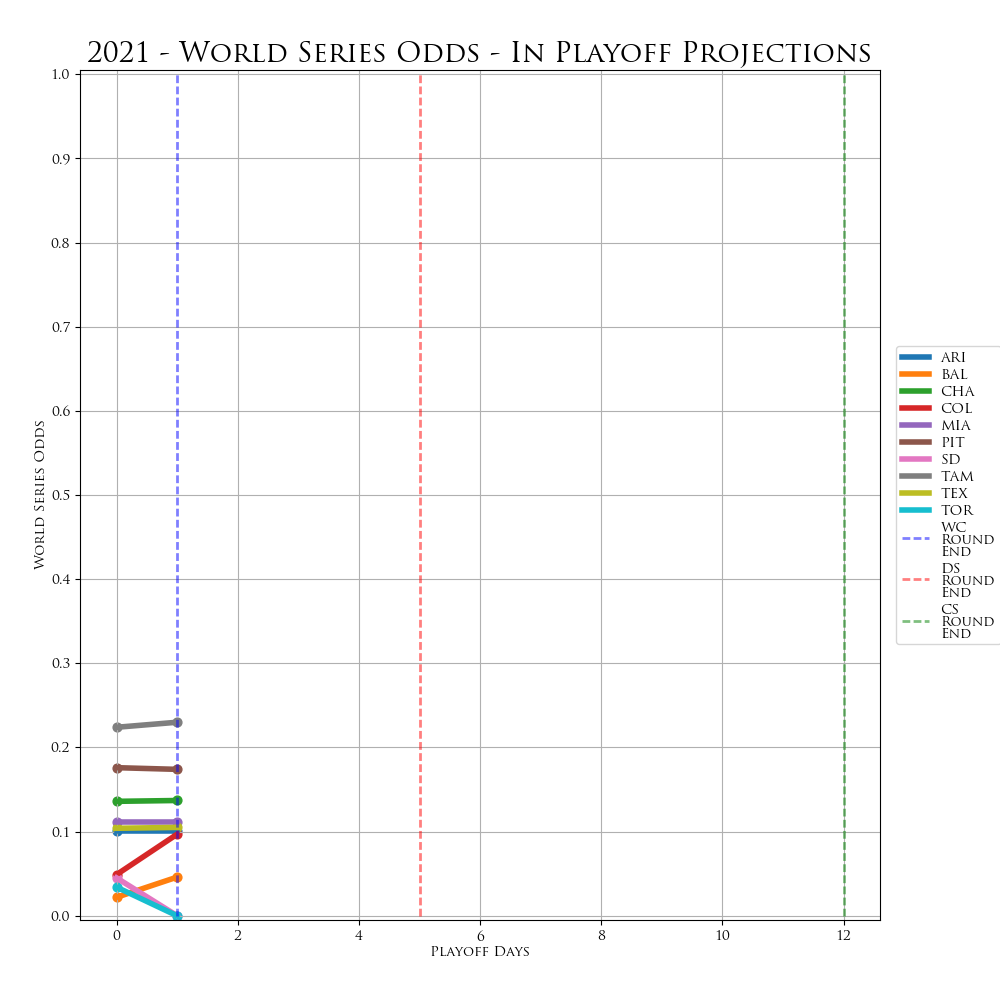 2021 - World Series Odds - In Playoff Projections
1.0
0.9
0.8
0.7
0.6
0.5
0.4
0.3
0.2
0.1
0.0
World Series Odds
0 2 4 6 8 10 12
Playoff Days
ARI
BAL
CHA
COL
MIA
PIT
SD
TAM
TEX
TOR
WC
Round
End
DS
Round
End
CS
Round
End